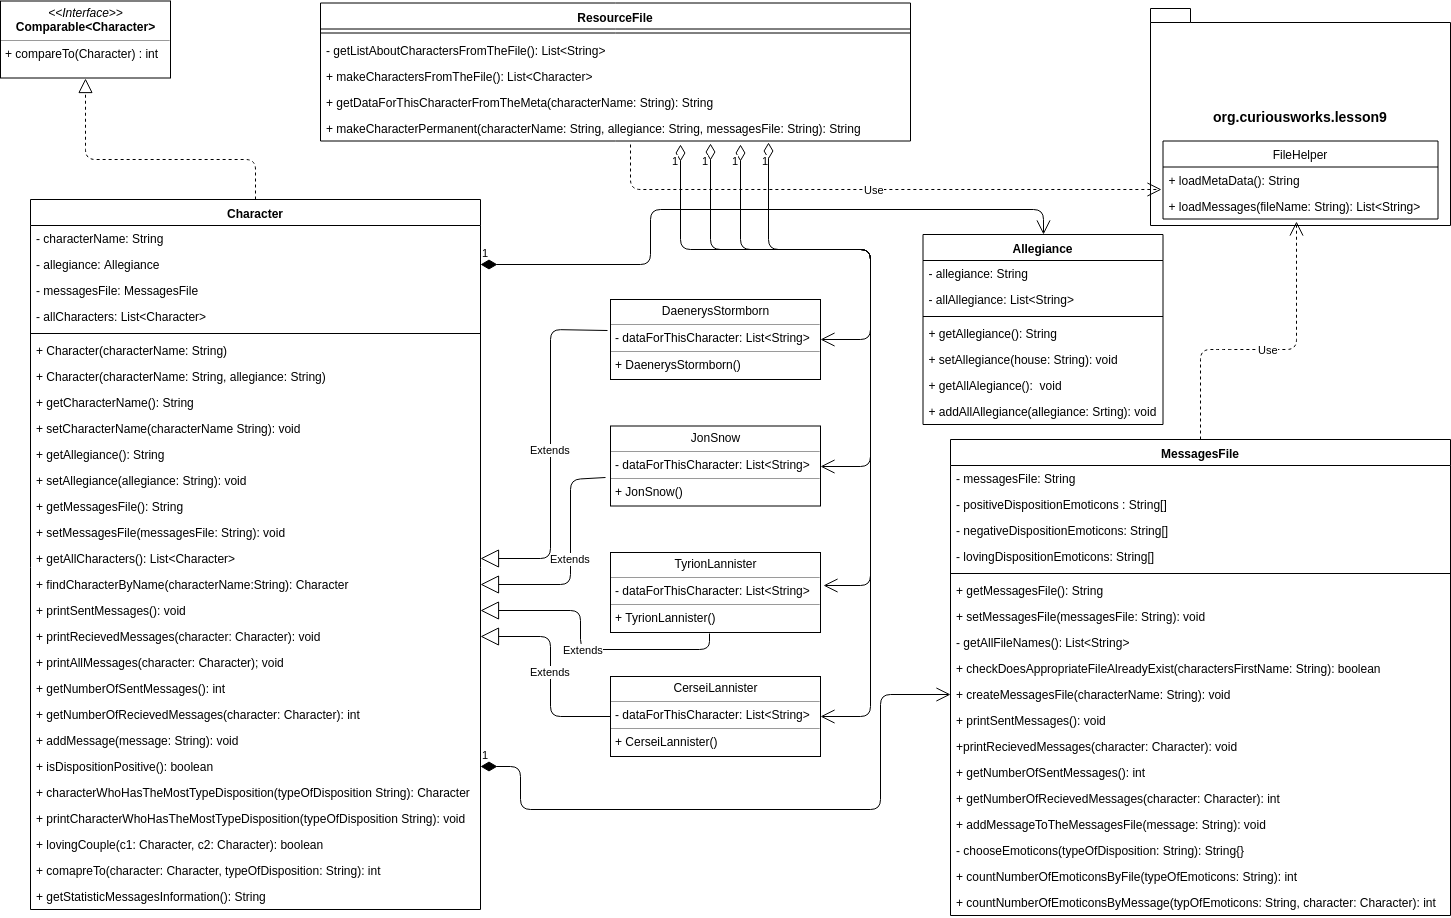 <<Interface>>
Comparable<Character>
+ compareTo(Character) : int
ResourceFile
- getListAboutCharactersFromTheFile(): List<String>
+ makeCharactersFromTheFile(): List<Character>
+ getDataForThisCharacterFromTheMeta(characterName: String): String
+ makeCharacterPermanent(characterName: String, allegiance: String, messagesFile: String): String
1
1
1
1
Use
org.curiousworks.lesson9
FileHelper
+ loadMetaData(): String
+ loadMessages(fileName: String): List<String>
Character
- characterName: String
- allegiance: Allegiance
- messagesFile: MessagesFile
- allCharacters: List<Character>
+ Character(characterName: String)
+ Character(characterName: String, allegiance: String)
+ getCharacterName(): String
+ setCharacterName(characterName String): void
+ getAllegiance(): String
+ setAllegiance(allegiance: String): void
+ getMessagesFile(): String
+ setMessagesFile(messagesFile: String): void
+ getAllCharacters(): List<Character>
+ findCharacterByName(characterName:String): Character
+ printSentMessages(): void
+ printRecievedMessages(character: Character): void
+ printAllMessages(character: Character); void
+ getNumberOfSentMessages(): int
+ getNumberOfRecievedMessages(character: Character): int
+ addMessage(message: String): void
+ isDispositionPositive(): boolean
+ characterWhoHasTheMostTypeDisposition(typeOfDisposition String): Character
+ printCharacterWhoHasTheMostTypeDisposition(typeOfDisposition String): void
+ lovingCouple(c1: Character, c2: Character): boolean
+ comapreTo(character: Character, typeOfDisposition: String): int
+ getStatisticMessagesInformation(): String
1
1
Extends
Extends
Extends
Extends
DaenerysStormborn
- dataForThisCharacter: List<String>
+ DaenerysStormborn()
JonSnow
- dataForThisCharacter: List<String>
+ JonSnow()
TyrionLannister
- dataForThisCharacter: List<String>
+ TyrionLannister()
CerseiLannister
- dataForThisCharacter: List<String>
+ CerseiLannister()
Allegiance
- allegiance: String
- allAllegiance: List<String>
+ getAllegiance(): String
+ setAllegiance(house: String): void
+ getAllAlegiance(): void
+ addAllAllegiance(allegiance: Srting): void
Use
MessagesFile
- messagesFile: String
- positiveDispositionEmoticons : String[]
- negativeDispositionEmoticons: String[]
- lovingDispositionEmoticons: String[]
+ getMessagesFile(): String
+ setMessagesFile(messagesFile: String): void
- getAllFileNames(): List<String>
+ checkDoesAppropriateFileAlreadyExist(charactersFirstName: String): boolean
+ createMessagesFile(characterName: String): void
+ printSentMessages(): void
+printRecievedMessages(character: Character): void
+ getNumberOfSentMessages(): int
+ getNumberOfRecievedMessages(character: Character): int
+ addMessageToTheMessagesFile(message: String): void
- chooseEmoticons(typeOfDisposition: String): String{}
+ countNumberOfEmoticonsByFile(typeOfEmoticons: String): int
+ countNumberOfEmoticonsByMessage(typOfEmoticons: String, character: Character): int